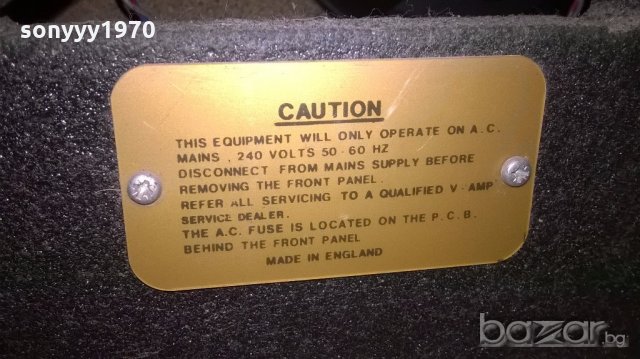 sonyyy1970
CAUTION
THIS EQUIPMENT WILL ONLY OPERATE ON A.C.
MAINS , 240 VOLTS 50-60 HZ
DISCONNECT FROM MAINS SUPPLY BEFORE
REMOVING THE FRONT PANEL.
REFER ALL SERVICING TO A QUALIFIED V-AMP
SERVICE DEALER.
THE A.C. FUSE IS LOCATED ON THE P.C.B.
BEHIND THE FRONT PANEL
MADE IN ENGLAND
bazar.bg